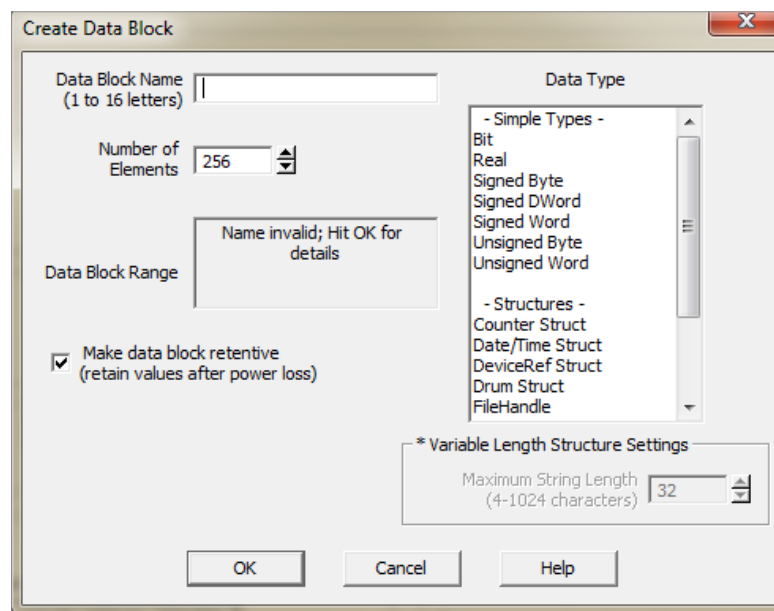 Create Data Block
Data Block Name
(1 to 16 letters)
Number of
Elements
256
Data Block Range
Name invalid; Hit OK for
details
Make data block retentive
(retain values after power loss)
Data Type
- Simple Types -
Bit
Real
Signed Byte
Signed DWord
Signed Word
Unsigned Byte
Unsigned Word
- Structures -
Counter Struct
Date/Time Struct
DeviceRef Struct
Drum Struct
FileHandle
* Variable Length Structure Settings
Maximum String Length
(4-1024 characters)
32
OK
Cancel
Help